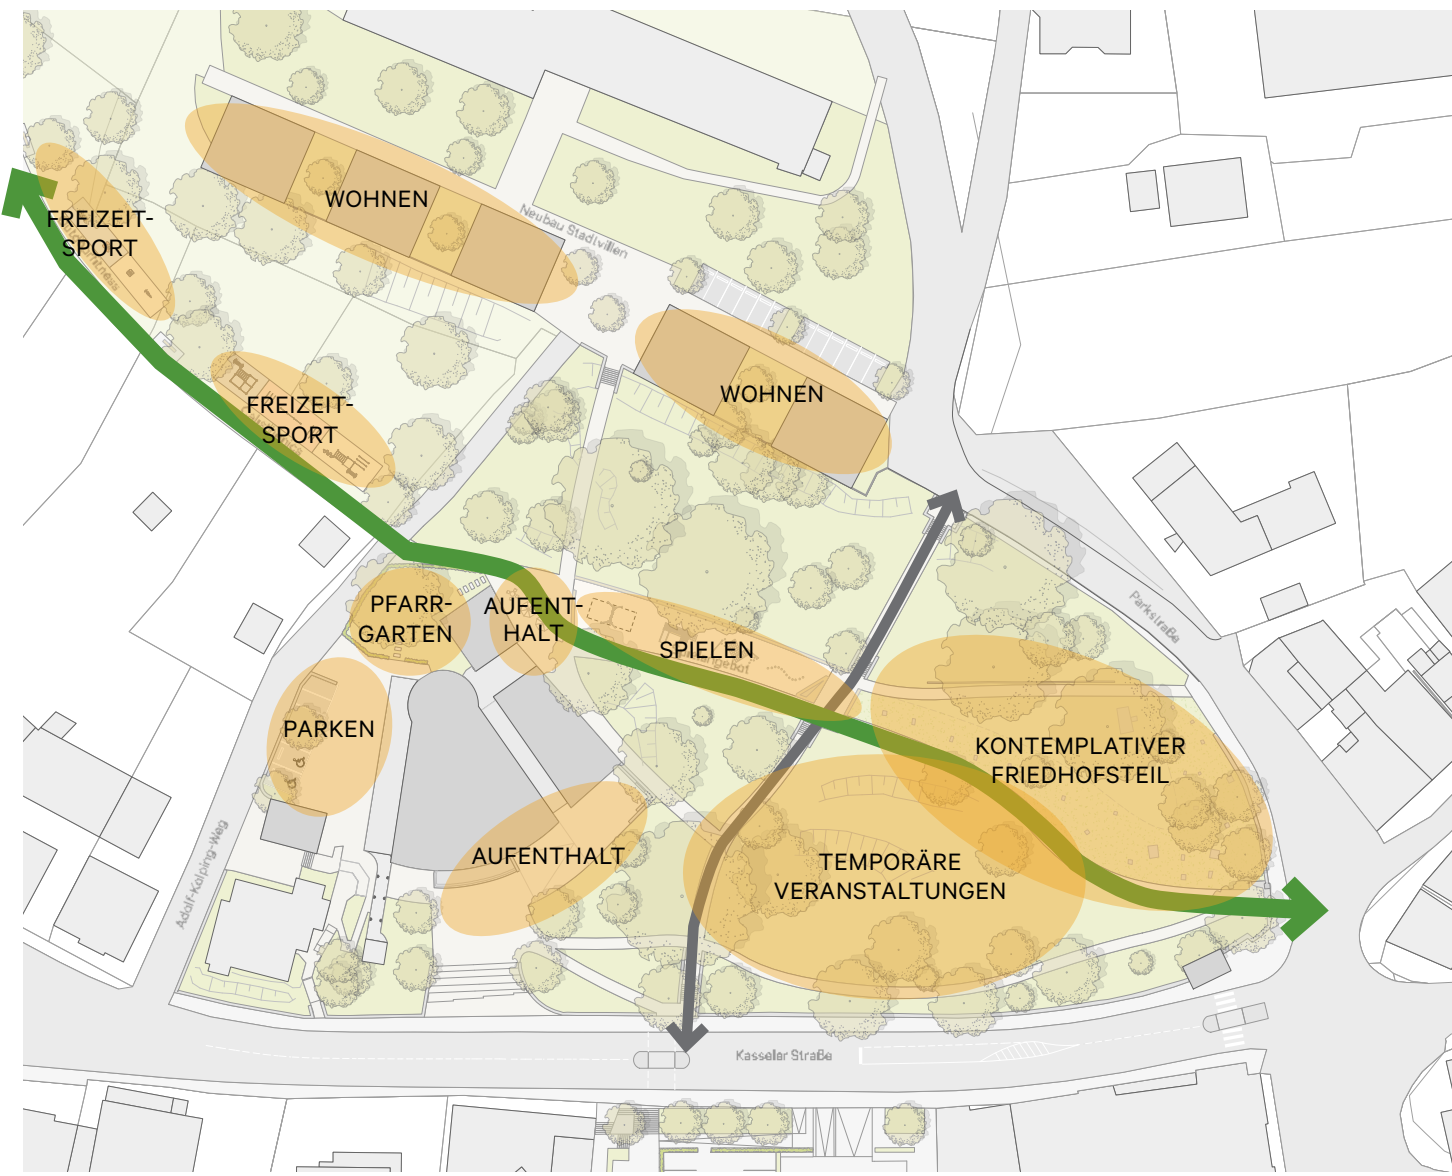 WOHNEN
Neubau Stadtvillen
FREIZEIT-
SPORT
WOHNEN
FREIZEIT-
SPORT
PFARR-
GARTEN
AUFENT-
HALT
SPIELEN
Parkstraße
PARKEN
KONTEMPLATIVER
FRIEDHOFSTEIL
AUFENTHALT
TEMPORÄRE
VERANSTALTUNGEN
Adolf-Kolping-Weg
Kasseler Straße